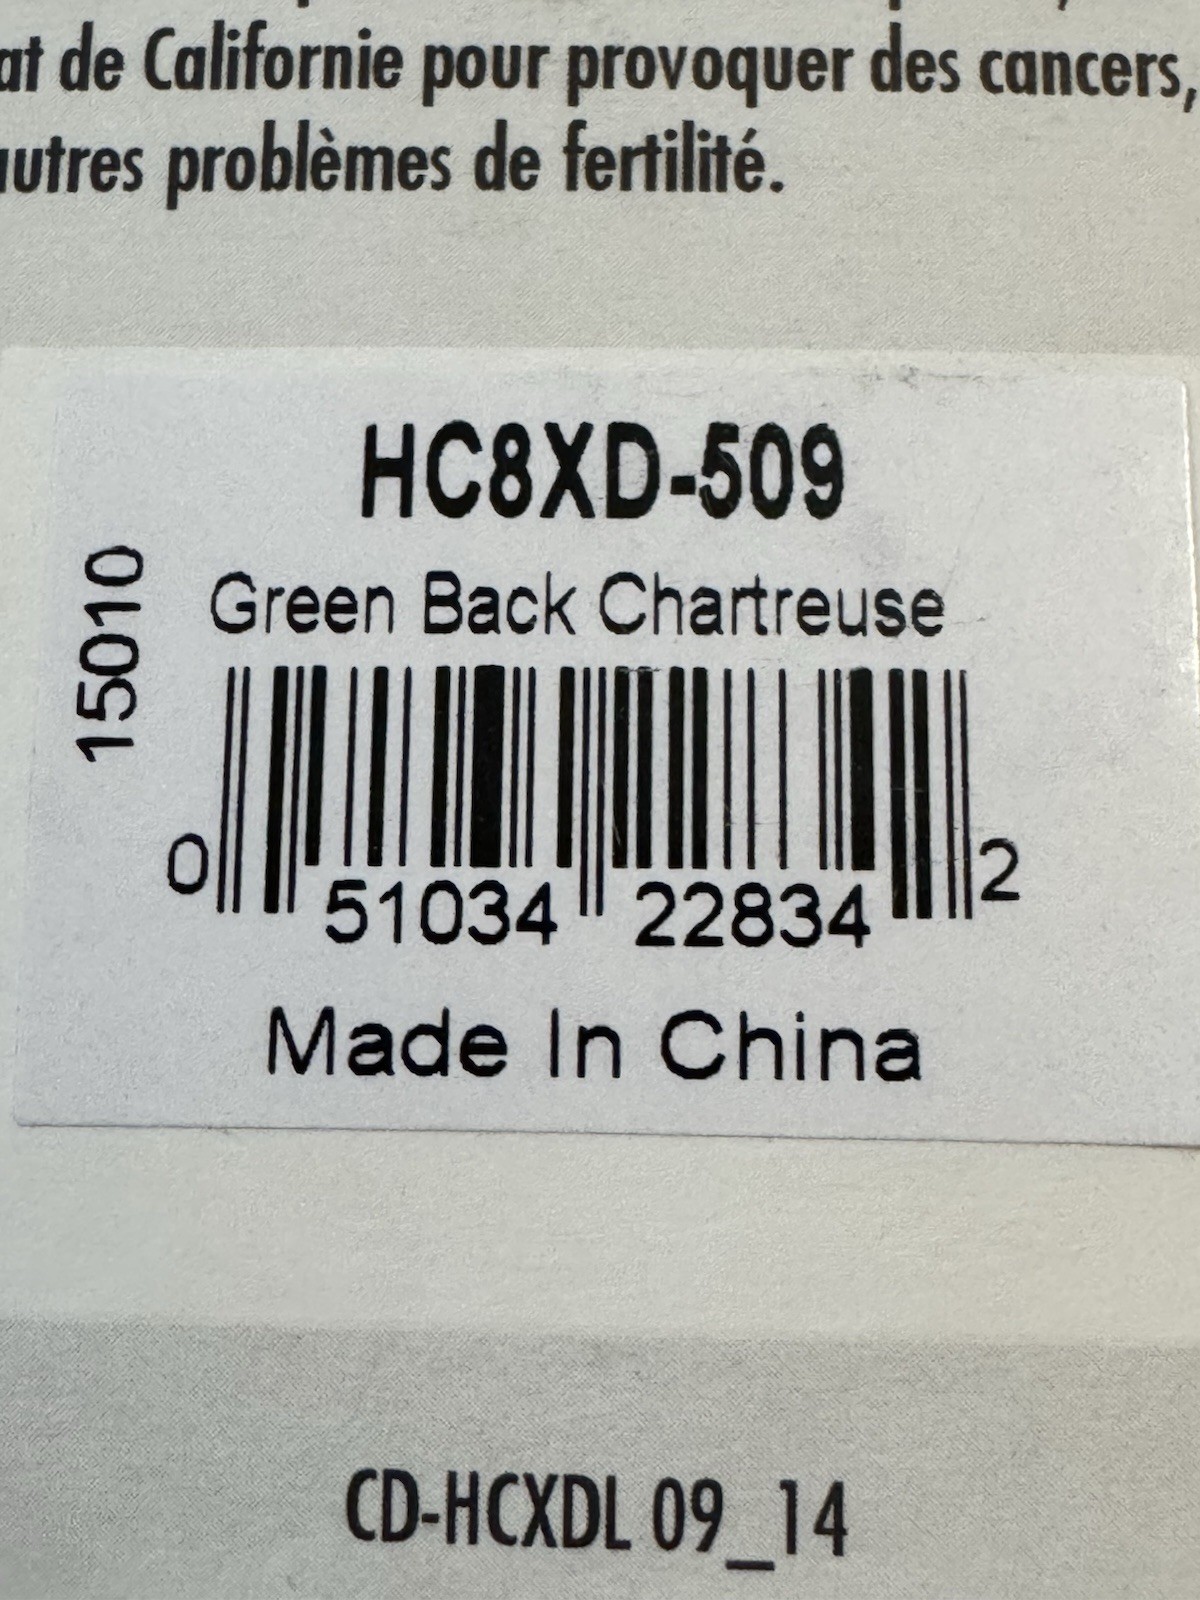 at de Californie pour provoquer des cancers,
autres problèmes de fertilité.
HC8XD-509
15010
Green Back Chartreuse
0 51034 22834 2
Made In China
CD-HCXDL 09_14